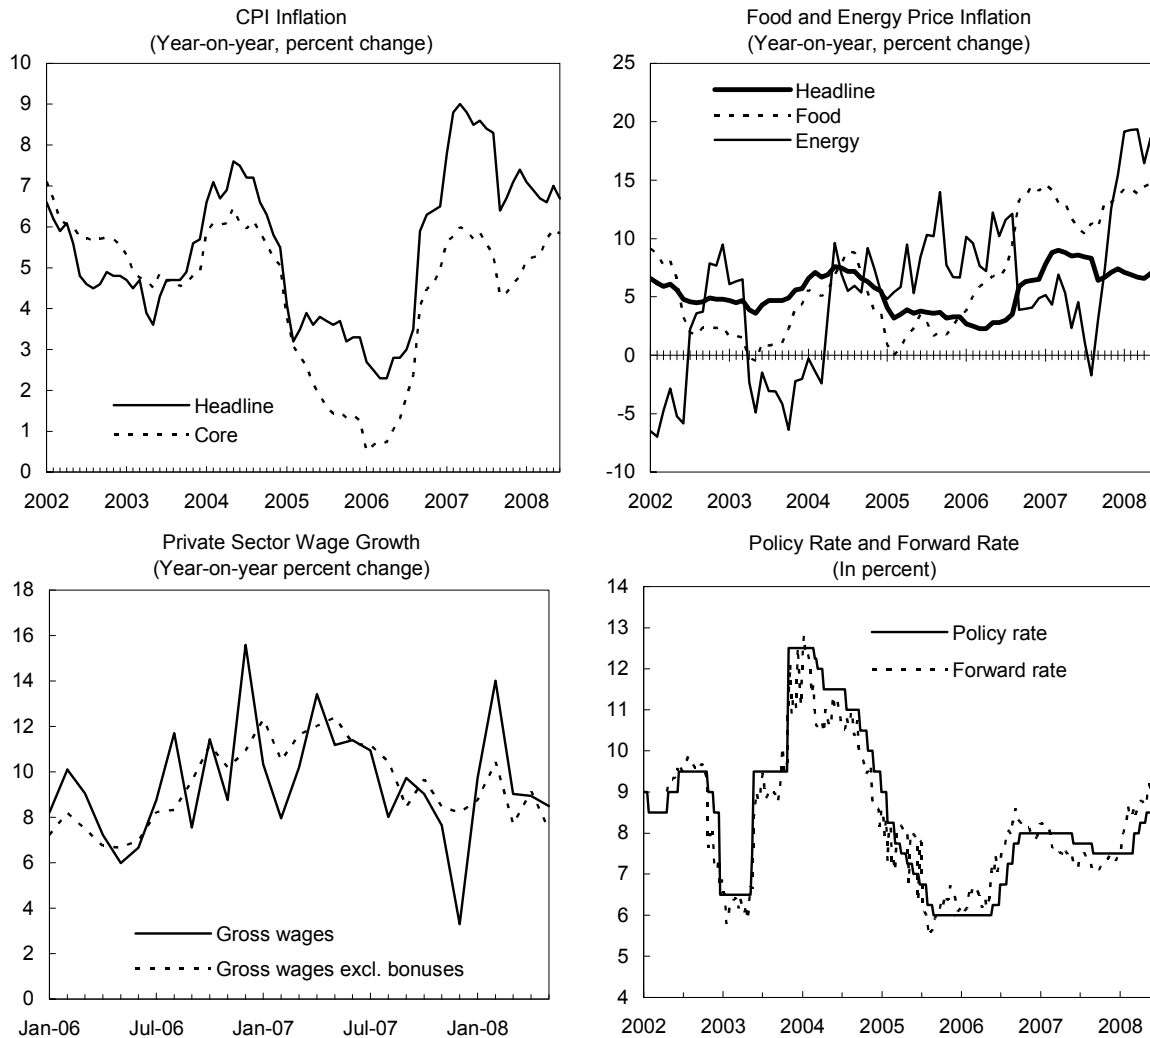 CPI Inflation
(Year-on-year, percent change)
10
9
8
7
6
5
4
3
2
1
0
Headline
Core
2002 2003 2004 2005 2006 2007 2008
Food and Energy Price Inflation
(Year-on-year, percent change)
25
20
15
10
5
0
-5
-10
Headline
Food
Energy
2002 2003 2004 2005 2006 2007 2008
Private Sector Wage Growth
(Year-on-year percent change)
18
16
14
12
10
8
6
4
2
0
Gross wages
Gross wages excl. bonuses
Jan-06 Jul-06 Jan-07 Jul-07 Jan-08
Policy Rate and Forward Rate
(In percent)
14
13
12
11
10
9
8
7
6
5
4
Policy rate
Forward rate
2002 2003 2004 2005 2006 2007 2008